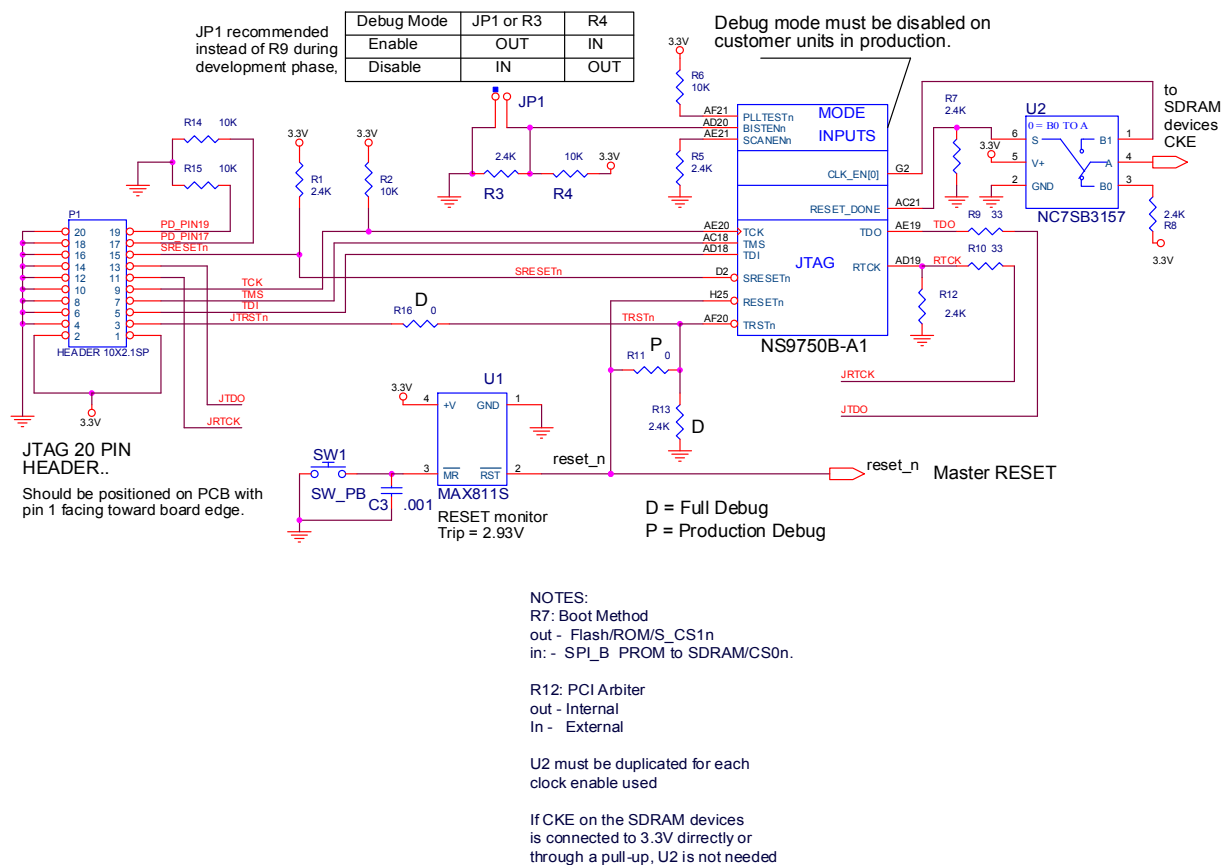 JP1 recommended
instead of R9 during
development phase,
Debug Mode JP1 or R3 R4
Enable OUT IN
Disable IN OUT
Debug mode must be disabled on
customer units in production.
JP1
R14 10K
R15 10K
3.3V
R1
2.4K
3.3V
R2
10K
2.4K
R3
10K
R4
3.3V
3.3V
R6
10K
R5
2.4K
AF21 PLLTESTn
AD20 BISTENn
AE21 SCANENn
MODE
INPUTS
CLK_EN[0] G2
RESET_DONE AC21
AE20 TCK
AC18 TMS
AD18 TDI
TDO AE19
JTAG
RTCK AD19
D2 SRESETn
H25 RESETn
AF20 TRSTn
NS9750B-A1
R7
2.4K
3.3V
U2
0 = B0 TO A
6 S B1 1
5 V+ A 4
2 GND B0 3
NC7SB3157
to
SDRAM
devices
CKE
2.4K
R8
3.3V
TDO R9 33
RTCK R10 33
R12
2.4K
JRTCK
JTDO
P1
20 19 PD_PIN19
18 17 PD_PIN17
16 15 SRESETn
14 13
12 11
10 9 TCK
8 7 TMS
6 5 TDI
4 3 JTRSTn
2 1
HEADER 10X2.1SP
3.3V
JTDO
JRTCK
SRESETn
D
R16 0
TRSTn
P
R11 0
R13
2.4K
D
JTAG 20 PIN
HEADER..
Should be positioned on PCB with
pin 1 facing toward board edge.
U1
3.3V
4 +V GND 1
3 MR RST 2
MAX811S
RESET monitor
Trip = 2.93V
SW1
SW_PB
C3 .001
reset_n
reset_n Master RESET
D = Full Debug
P = Production Debug
NOTES:
R7: Boot Method
out - Flash/ROM/S_CS1n
in: - SPI_B PROM to SDRAM/CS0n.
R12: PCI Arbiter
out - Internal
In - External
U2 must be duplicated for each
clock enable used
If CKE on the SDRAM devices
is connected to 3.3V dirrectly or
through a pull-up, U2 is not needed